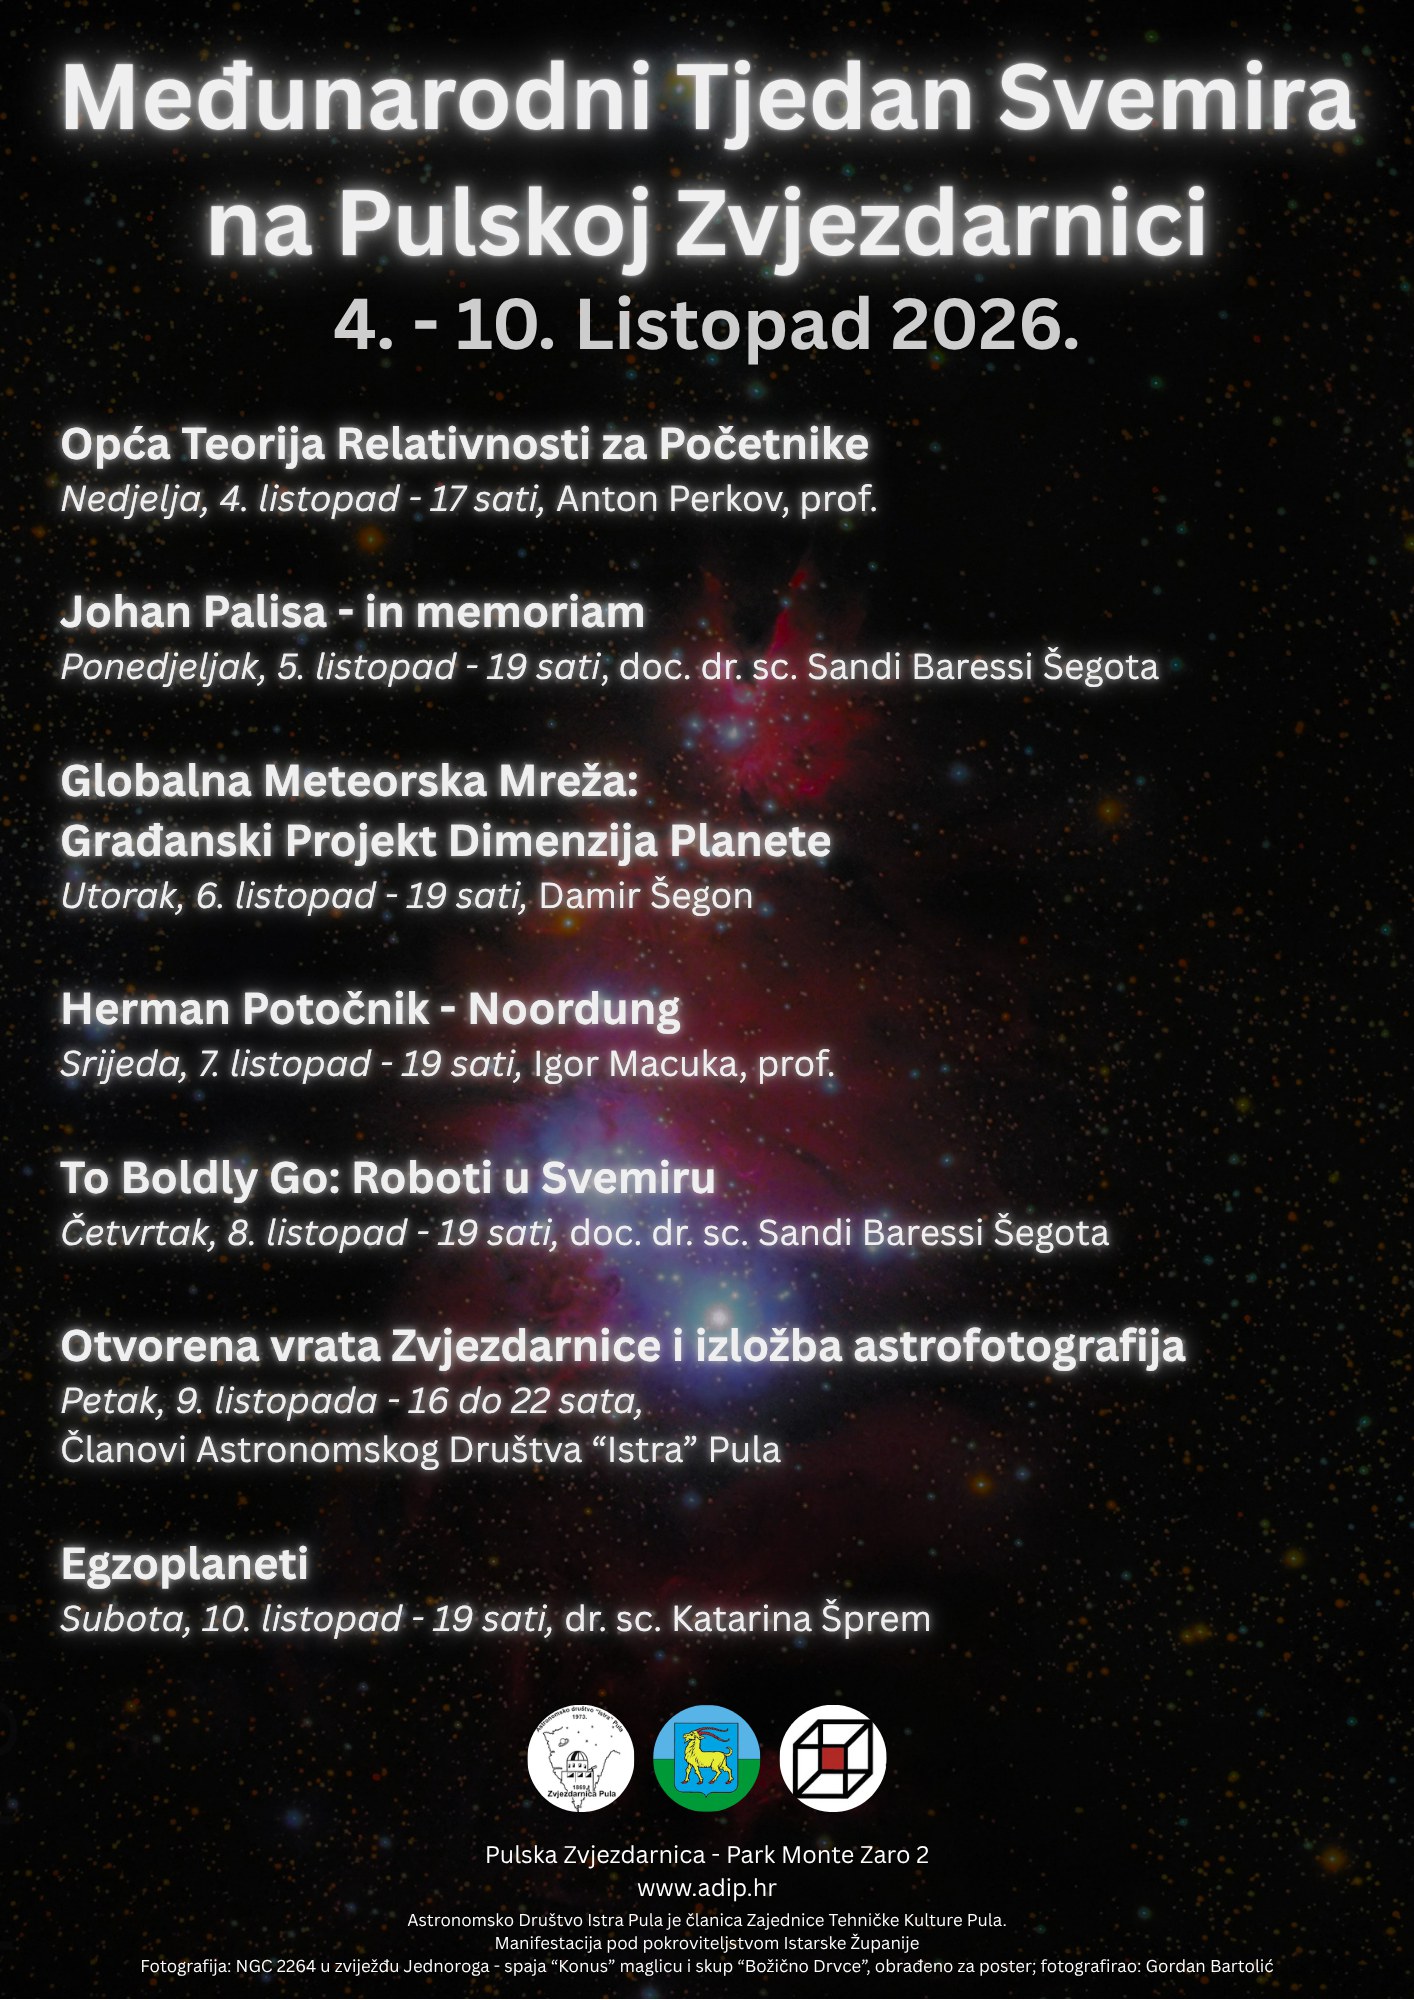 Međunarodni Tjedan Svemira
na Pulskoj Zvjezdarnici
4. - 10. Listopad 2026.
Opća Teorija Relativnosti za Početnike
Nedjelja, 4. listopad - 17 sati, Anton Perkov, prof.
Johan Palisa - in memoriam
Ponedjeljak, 5. listopad - 19 sati, doc. dr. sc. Sandi Baressi Šegota
Globalna Meteorska Mreža:
Građanski Projekt Dimenzija Planete
Utorak, 6. listopad - 19 sati, Damir Šegon
Herman Potočnik - Noordung
Srijeda, 7. listopad - 19 sati, Igor Macuka, prof.
To Boldly Go: Roboti u Svemiru
Četvrtak, 8. listopad - 19 sati, doc. dr. sc. Sandi Baressi Šegota
Otvorena vrata Zvjezdarnice i izložba astrofotografija
Petak, 9. listopada - 16 do 22 sata,
Članovi Astronomskog Društva “Istra” Pula
Egzoplaneti
Subota, 10. listopad - 19 sati, dr. sc. Katarina Šprem
Astronomsko društvo "Istra" Pula
1973.
1869.
Zvjezdarnica Pula
Pulska Zvjezdarnica - Park Monte Zaro 2
www.adip.hr
Astronomsko Društvo Istra Pula je članica Zajednice Tehničke Kulture Pula.
Manifestacija pod pokroviteljstvom Istarske Županije
Fotografija: NGC 2264 u zviježđu Jednoroga - spaja “Konus” maglicu i skup “Božićno Drvce”, obrađeno za poster; fotografirao: Gordan Bartolić